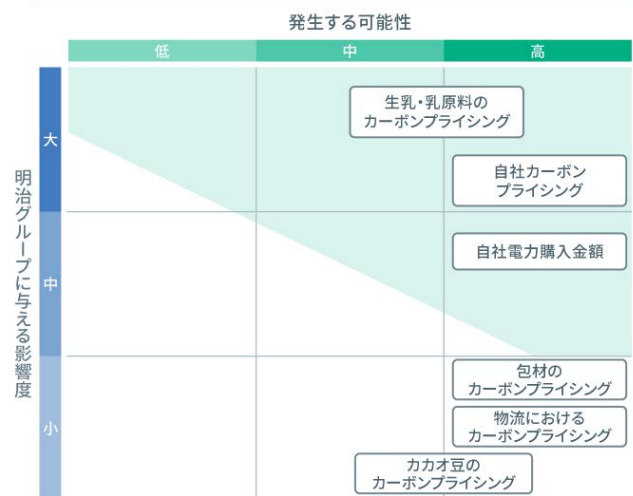 発生する可能性
低
中
高
明治グループに与える影響度
大
中
小
生乳・乳原料の
カーボンプライシング
自社カーボン
プライシング
自社電力購入金額
包材の
カーボンプライシング
物流における
カーボンプライシング
カカオ豆の
カーボンプライシング